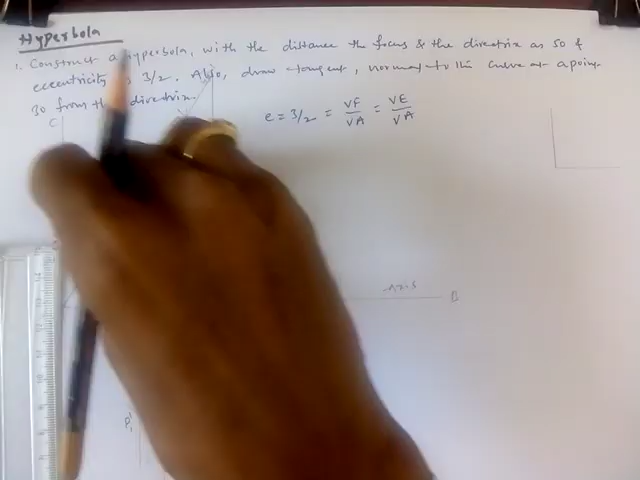 Hyperbola
1. Construct a hyperbola, with the distance the focus & the directrix as 50 &
eccentricity 3/2. Also, draw tangent, normal to the curve at a point
30 from the directrix.
e = 3/2 = VF/VA = VE/VA
C
Axis B
P'₁